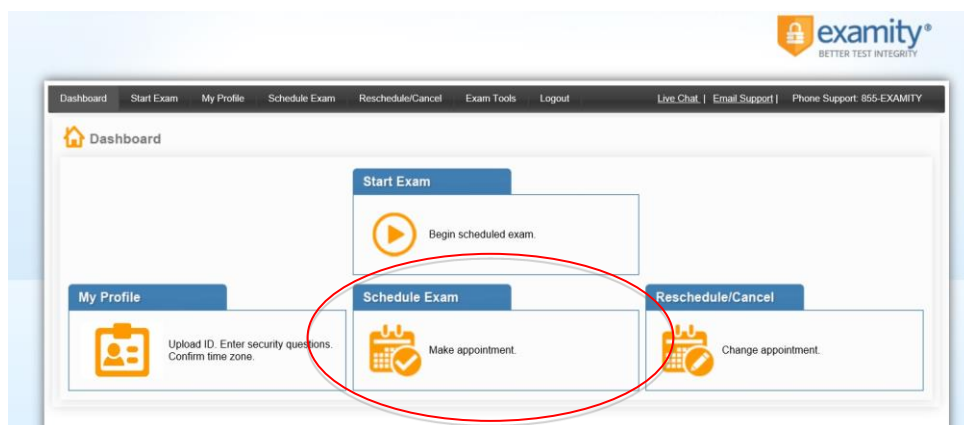 examity®
BETTER TEST INTEGRITY
Dashboard Start Exam My Profile Schedule Exam Reschedule/Cancel Exam Tools Logout Live Chat | Email Support | Phone Support: 855-EXAMITY
Dashboard
Start Exam
Begin scheduled exam.
My Profile
Upload ID. Enter security questions.
Confirm time zone.
Schedule Exam
Make appointment.
Reschedule/Cancel
Change appointment.